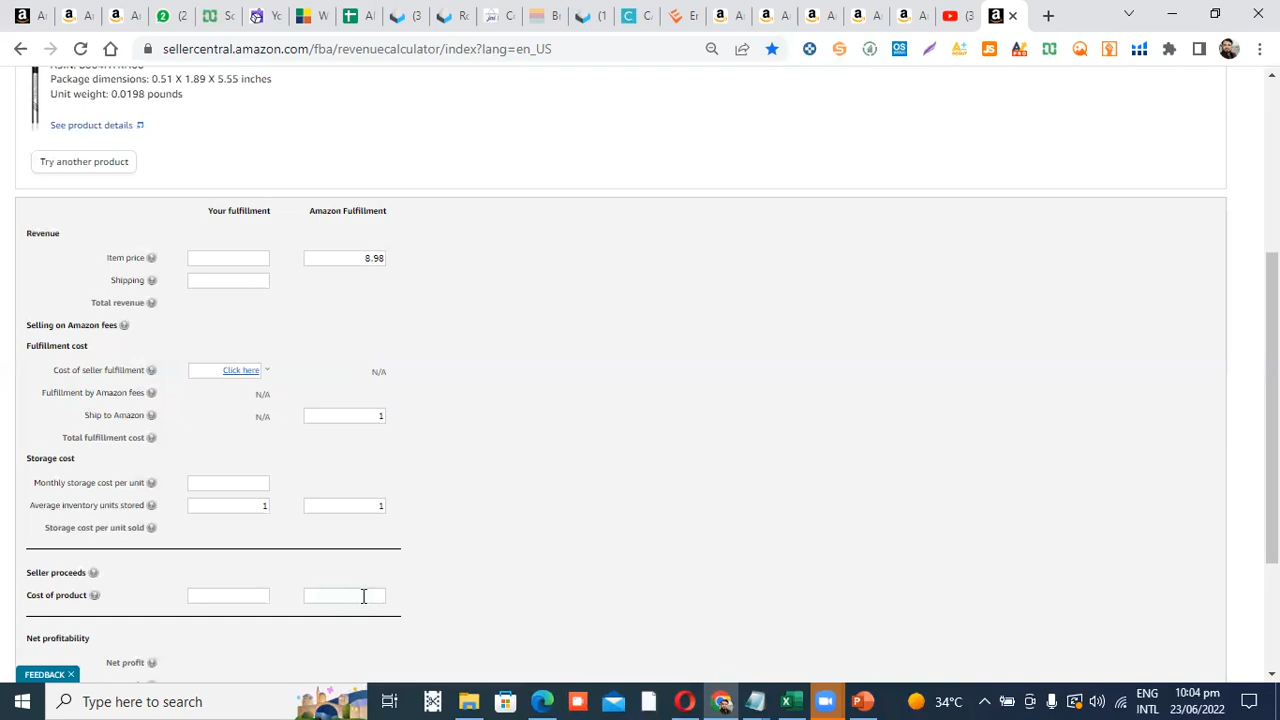 sellercentral.amazon.com/fba/revenuecalculator/index?lang=en_US
Package dimensions: 0.51 X 1.89 X 5.55 inches
Unit weight: 0.0198 pounds
See product details
Try another product
Your fulfillment Amazon Fulfillment
Revenue
Item price 8.98
Shipping
Total revenue
Selling on Amazon fees
Fulfillment cost
Cost of seller fulfillment Click here N/A
Fulfillment by Amazon fees N/A
Ship to Amazon N/A 1
Total fulfillment cost
Storage cost
Monthly storage cost per unit
Average inventory units stored 1 1
Storage cost per unit sold
Seller proceeds
Cost of product
Net profitability
Net profit
FEEDBACK X
Type here to search
34°C
ENG
INTL
10:04 pm
23/06/2022